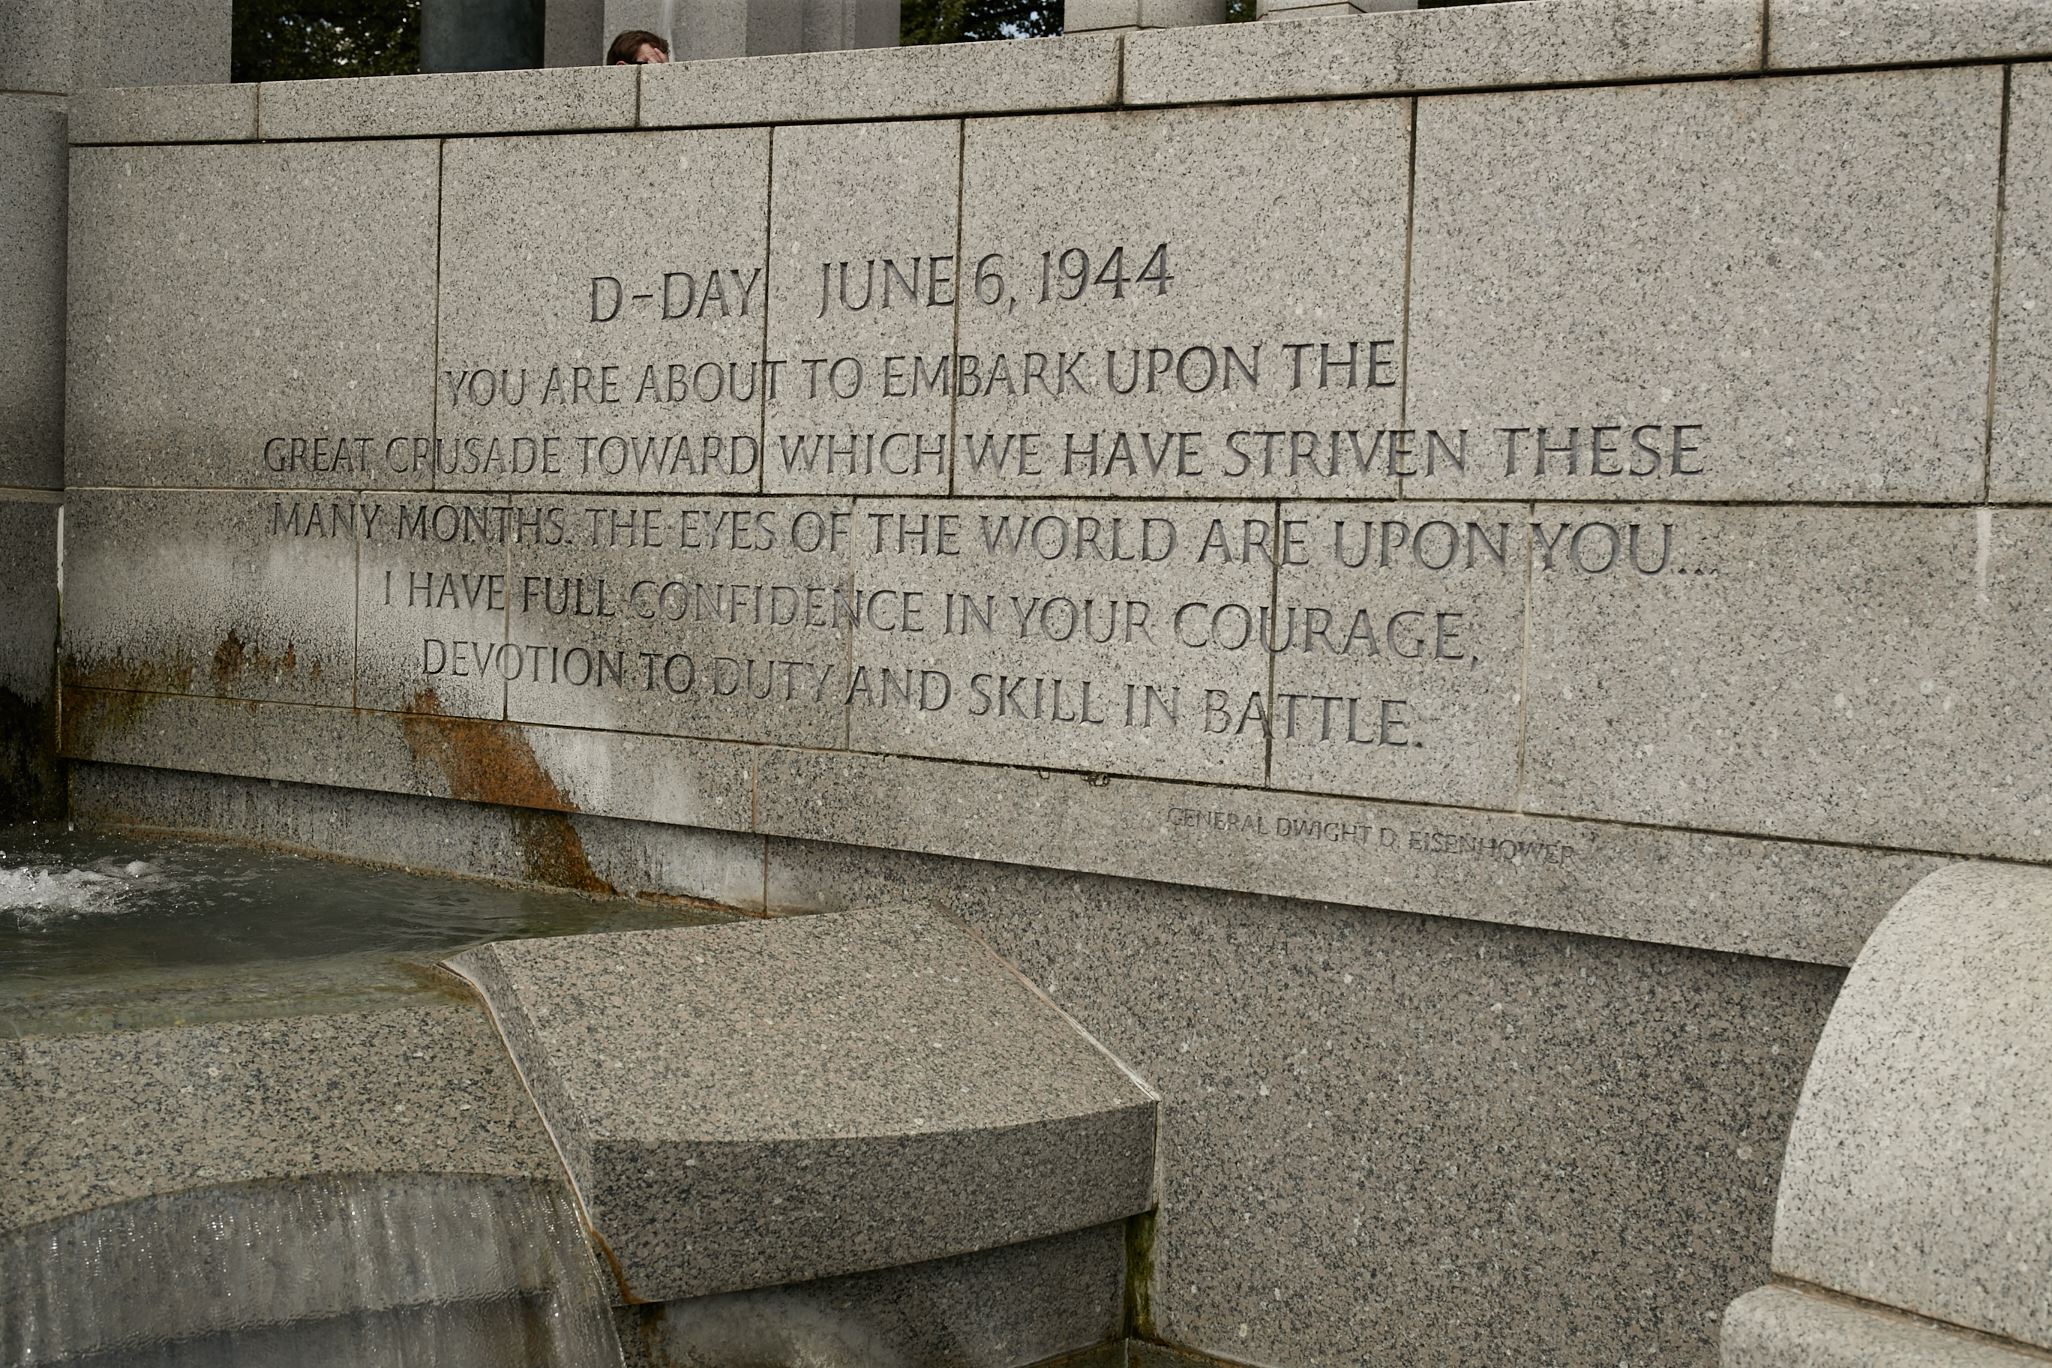 D-DAY JUNE 6, 1944
YOU ARE ABOUT TO EMBARK UPON THE
GREAT CRUSADE TOWARD WHICH WE HAVE STRIVEN THESE
MANY MONTHS. THE EYES OF THE WORLD ARE UPON YOU...
I HAVE FULL CONFIDENCE IN YOUR COURAGE,
DEVOTION TO DUTY AND SKILL IN BATTLE.
GENERAL DWIGHT D. EISENHOWER